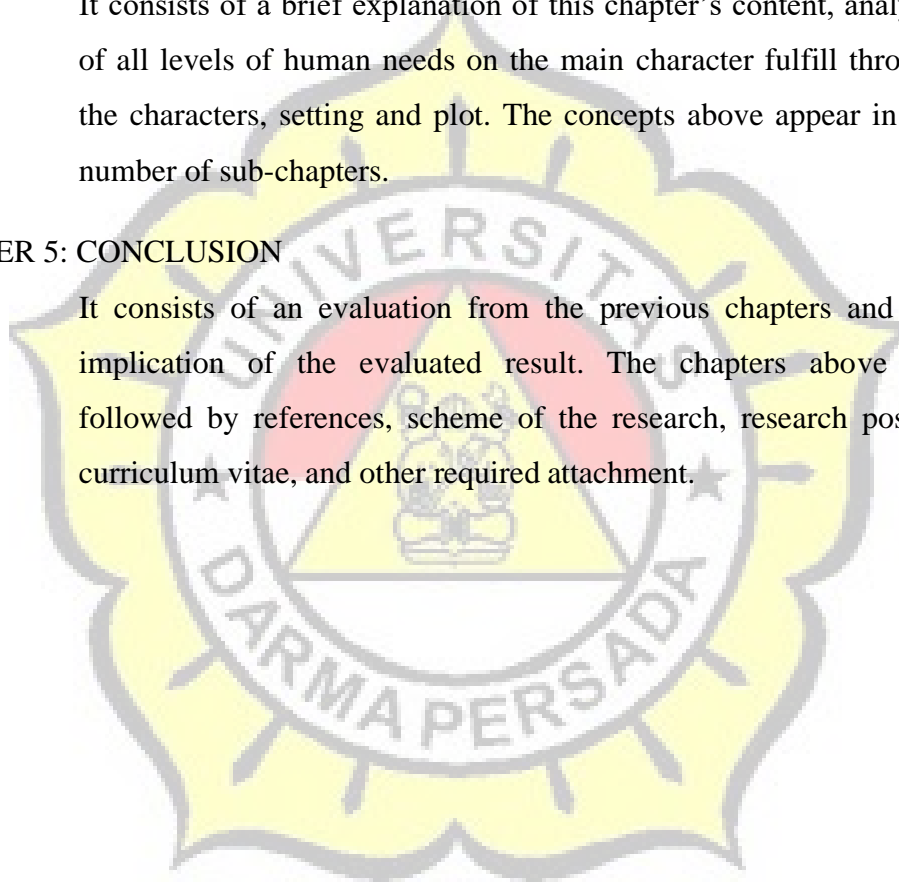 It consists of a brief explanation of this chapter’s content, analy
of all levels of human needs on the main character fulfill thro
the characters, setting and plot. The concepts above appear in
number of sub-chapters.
ER 5: CONCLUSION
It consists of an evaluation from the previous chapters and
implication of the evaluated result. The chapters above
followed by references, scheme of the research, research pos
curriculum vitae, and other required attachment.
UNIVERSITAS
DARMA PERSADA